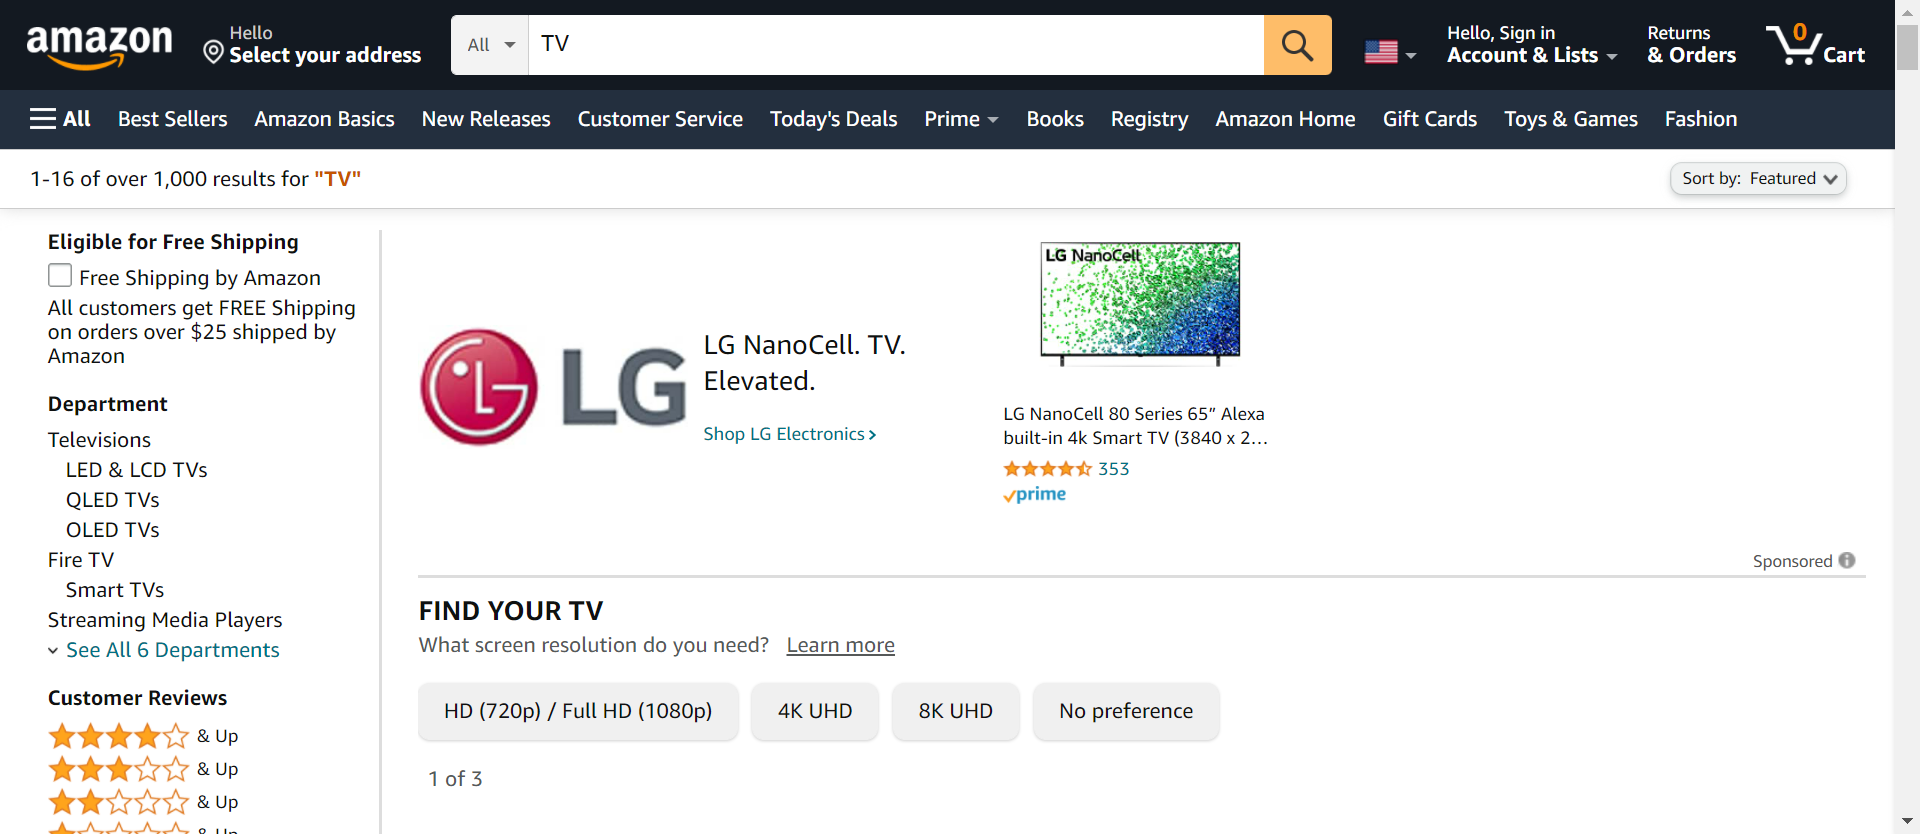 amazon
Hello
Select your address
All
TV
Hello, Sign in
Account & Lists
Returns
& Orders
0
Cart
All
Best Sellers
Amazon Basics
New Releases
Customer Service
Today's Deals
Prime
Books
Registry
Amazon Home
Gift Cards
Toys & Games
Fashion
1-16 of over 1,000 results for "TV"
Sort by: Featured
Eligible for Free Shipping
Free Shipping by Amazon
All customers get FREE Shipping
on orders over $25 shipped by
Amazon
Department
Televisions
LED & LCD TVs
QLED TVs
OLED TVs
Fire TV
Smart TVs
Streaming Media Players
See All 6 Departments
Customer Reviews
& Up
& Up
& Up
& Up
LG
LG NanoCell. TV.
Elevated.
Shop LG Electronics
LG NanoCell
LG NanoCell 80 Series 65” Alexa
built-in 4k Smart TV (3840 x 2…
353
prime
Sponsored
FIND YOUR TV
What screen resolution do you need? Learn more
HD (720p) / Full HD (1080p)
4K UHD
8K UHD
No preference
1 of 3